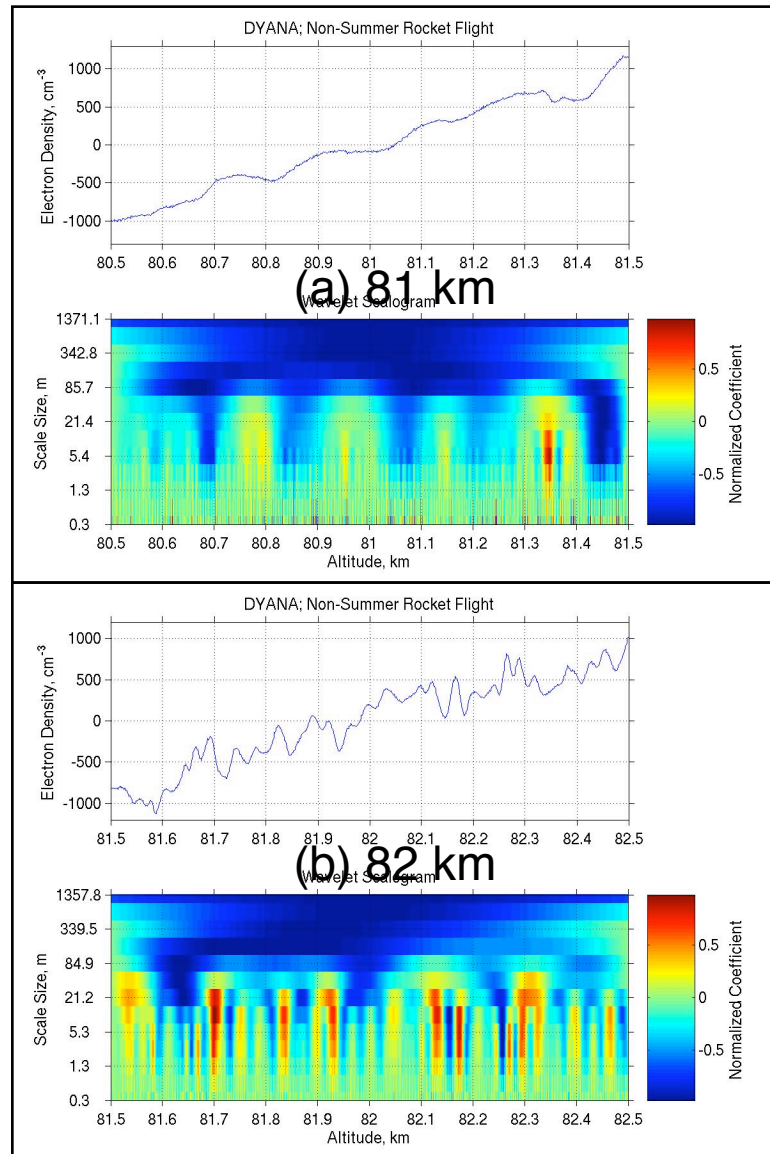 DYANA; Non-Summer Rocket Flight
Electron Density, cm⁻³
1000
500
0
-500
-1000
80.5 80.6 80.7 80.8 80.9 81 81.1 81.2 81.3 81.4 81.5
(a) 81 km
Wavelet Scalogram
Scale Size, m
1371.1
342.8
85.7
21.4
5.4
1.3
0.3
80.5 80.6 80.7 80.8 80.9 81 81.1 81.2 81.3 81.4 81.5
Altitude, km
0.5
0
-0.5
Normalized Coefficient
DYANA; Non-Summer Rocket Flight
Electron Density, cm⁻³
1000
500
0
-500
-1000
81.5 81.6 81.7 81.8 81.9 82 82.1 82.2 82.3 82.4 82.5
(b) 82 km
Wavelet Scalogram
Scale Size, m
1357.8
339.5
84.9
21.2
5.3
1.3
0.3
81.5 81.6 81.7 81.8 81.9 82 82.1 82.2 82.3 82.4 82.5
Altitude, km
0.5
0
-0.5
Normalized Coefficient